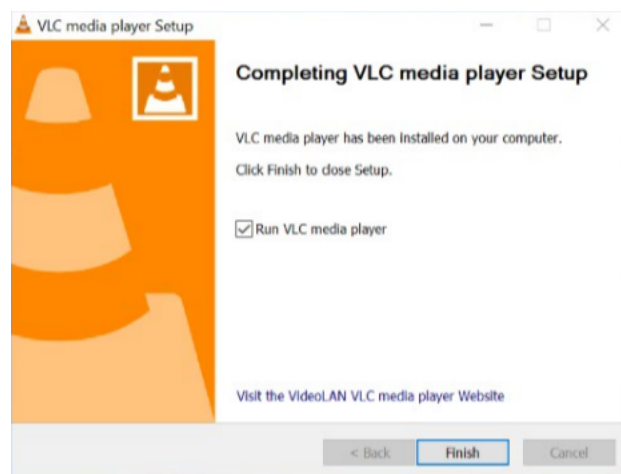 VLC media player Setup
Completing VLC media player Setup
VLC media player has been installed on your computer.
Click Finish to close Setup.
Run VLC media player
Visit the VideoLAN VLC media player Website
< Back Finish Cancel